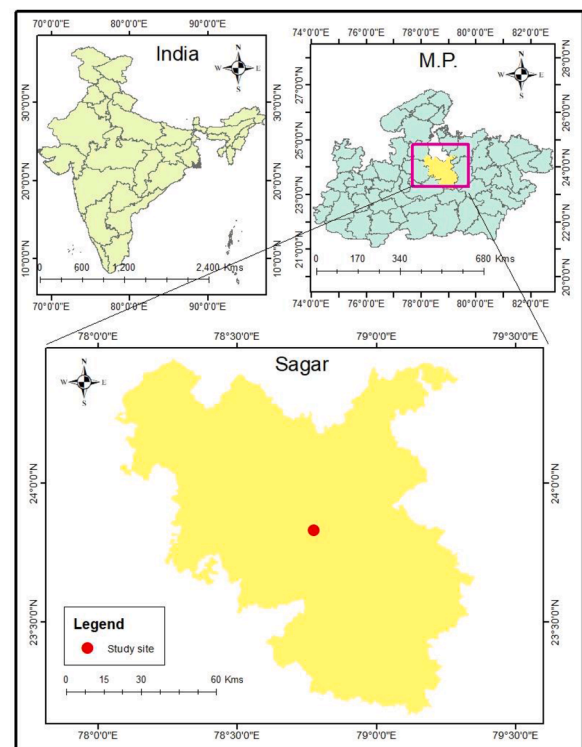 70°0'0"E 80°0'0"E 90°0'0"E
India
N
W E
S
30°0'0"N
20°0'0"N
10°0'0"N
0 600 1,200 2,400 Kms
70°0'0"E 80°0'0"E 90°0'0"E
74°0'0"E 76°0'0"E 78°0'0"E 80°0'0"E 82°0'0"E
M.P.
N
W E
S
28°0'0"N
27°0'0"N
26°0'0"N
25°0'0"N
24°0'0"N
23°0'0"N
22°0'0"N
21°0'0"N
20°0'0"N
25°0'0"N
24°0'0"N
23°0'0"N
22°0'0"N
21°0'0"N
0 170 340 680 Kms
74°0'0"E 76°0'0"E 78°0'0"E 80°0'0"E 82°0'0"E
78°0'0"E 78°30'0"E 79°0'0"E 79°30'0"E
Sagar
N
W E
S
24°0'0"N
23°30'0"N
24°0'0"N
23°30'0"N
Legend
Study site
0 15 30 60 Kms
78°0'0"E 78°30'0"E 79°0'0"E 79°30'0"E